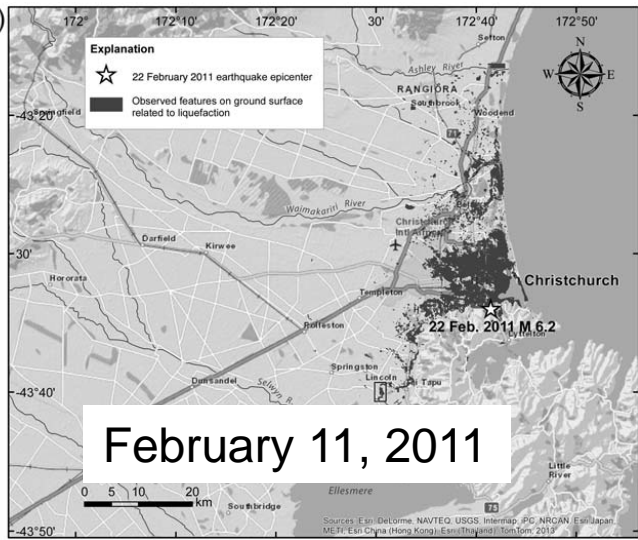 )
172°10'
172°20'
30'
172°40'
172°50'
Explanation
22 February 2011 earthquake epicenter
Observed features on ground surface
related to liquefaction
Sefton
Ashley River
N
W
E
S
RANGIORA
Southbrook
Springfield
-43°20'
71
Woodend
Waimakariri River
Christchurch
Intl Airport
Darfield
Kirwee
-30'
Hororata
Christchurch
Templeton
22 Feb. 2011 M 6.2
Lyttelton
Rolleston
Springston
-43°40'
Lincoln
Dunsandel
Selwyn R.
Tai Tapu
February 11, 2011
Little
River
0 5 10 20
km
Ellesmere
Southbridge
75
Sources: Esri, DeLorme, NAVTEQ, USGS, Intermap, iPC, NRCAN, Esri Japan,
METI, Esri China (Hong Kong), Esri (Thailand), TomTom, 2013
-43°50'